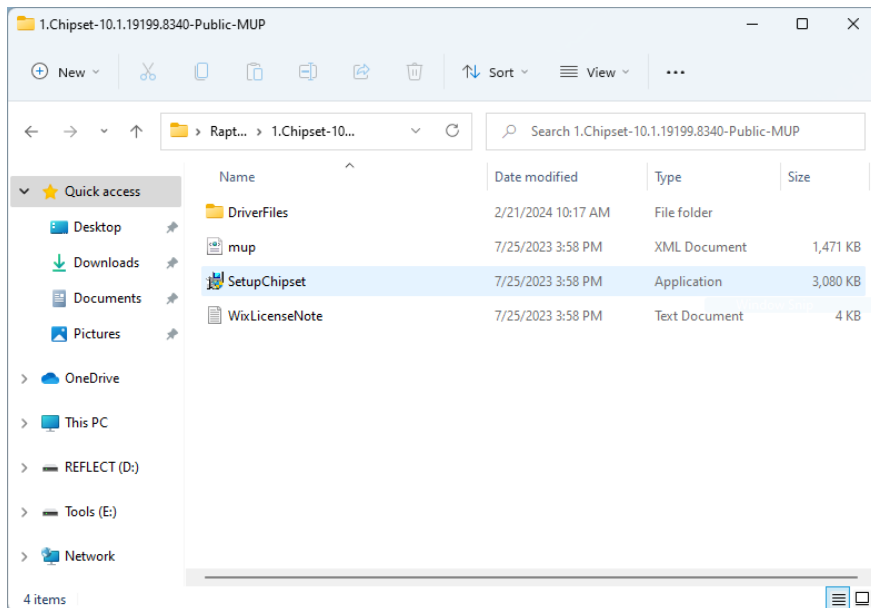 1.Chipset-10.1.19199.8340-Public-MUP
New Sort View
Rapt... > 1.Chipset-10... Search 1.Chipset-10.1.19199.8340-Public-MUP
Name Date modified Type Size
Quick access
Desktop
Downloads
Documents
Pictures
OneDrive
This PC
REFLECT (D:)
Tools (E:)
Network
DriverFiles 2/21/2024 10:17 AM File folder
mup 7/25/2023 3:58 PM XML Document 1,471 KB
SetupChipset 7/25/2023 3:58 PM Application 3,080 KB
WixLicenseNote 7/25/2023 3:58 PM Text Document 4 KB
4 items